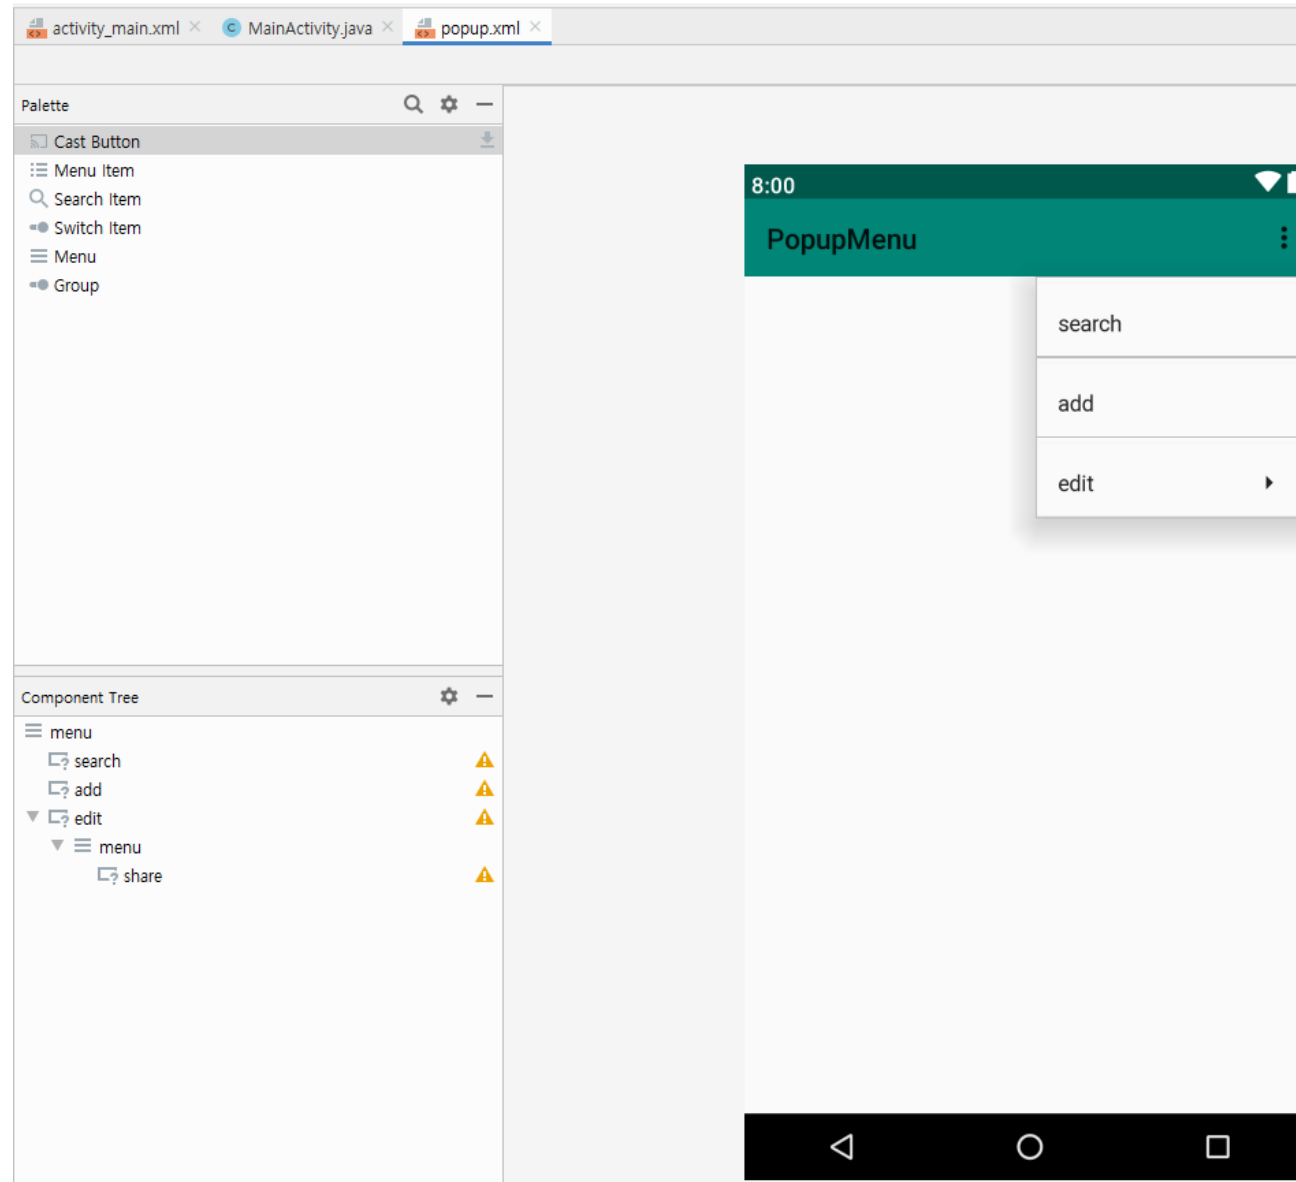 activity_main.xml MainActivity.java popup.xml
Palette
Cast Button
Menu Item
Search Item
Switch Item
Menu
Group
Component Tree
menu
search
add
edit
menu
share
8:00
PopupMenu
search
add
edit